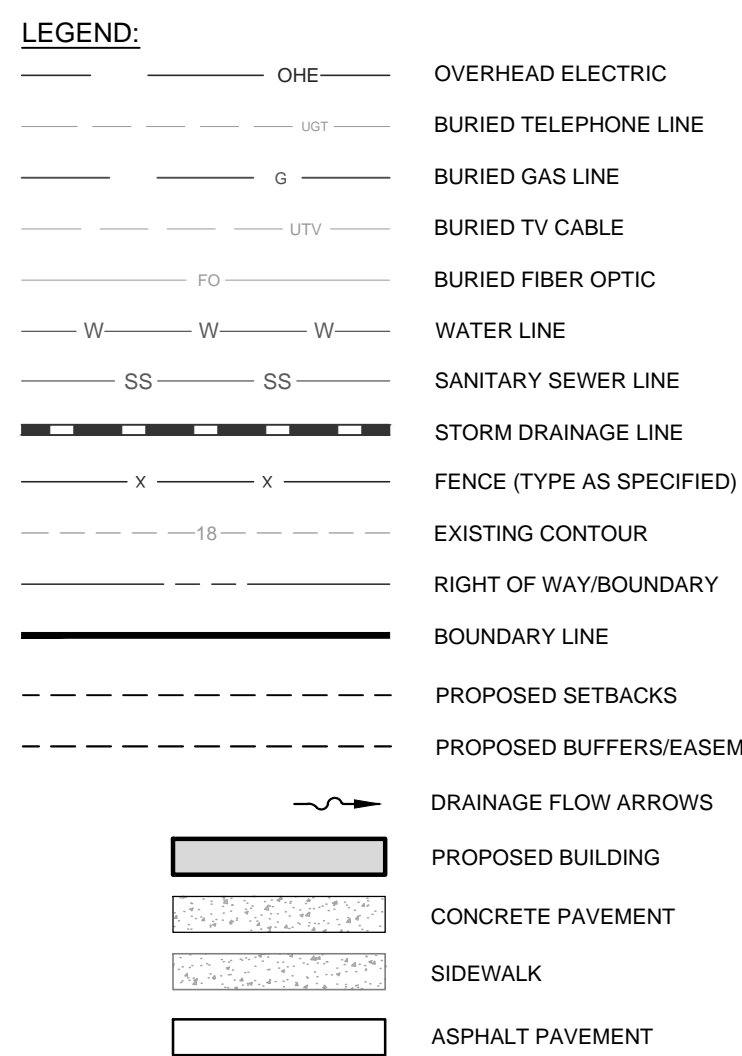 LEGEND:
OHE OVERHEAD ELECTRIC
UGT BURIED TELEPHONE LINE
G BURIED GAS LINE
UTV BURIED TV CABLE
FO BURIED FIBER OPTIC
W W W WATER LINE
SS SS SANITARY SEWER LINE
STORM DRAINAGE LINE
X X FENCE (TYPE AS SPECIFIED)
18 EXISTING CONTOUR
RIGHT OF WAY/BOUNDARY
BOUNDARY LINE
PROPOSED SETBACKS
PROPOSED BUFFERS/EASEM
DRAINAGE FLOW ARROWS
PROPOSED BUILDING
CONCRETE PAVEMENT
SIDEWALK
ASPHALT PAVEMENT